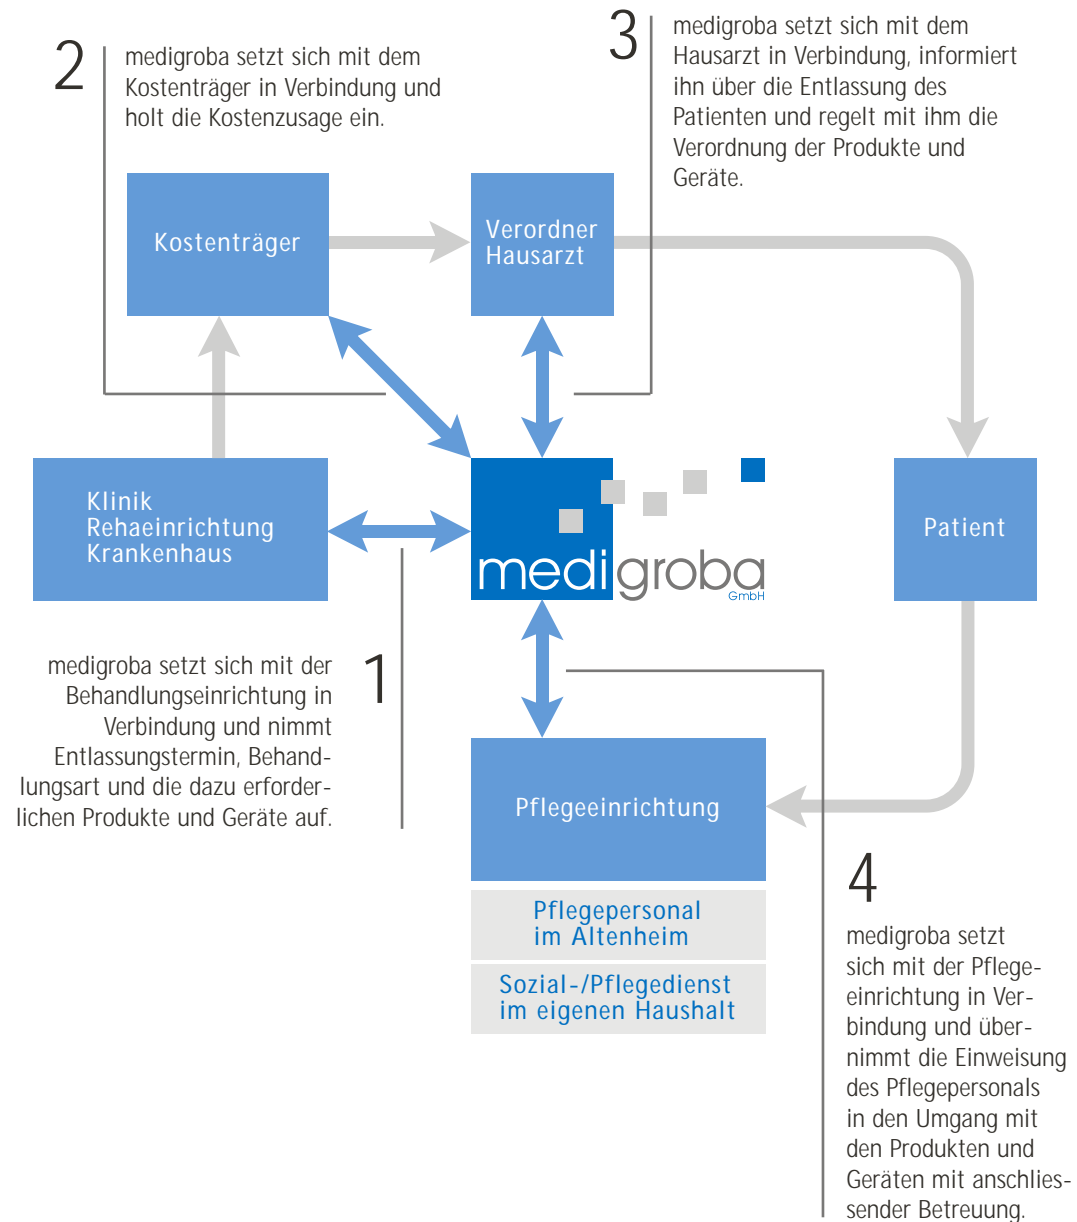 2
medigroba setzt sich mit dem
Kostenträger in Verbindung und
holt die Kostenzusage ein.
3
medigroba setzt sich mit dem
Hausarzt in Verbindung, informiert
ihn über die Entlassung des
Patienten und regelt mit ihm die
Verordnung der Produkte und
Geräte.
Kostenträger
Verordner
Hausarzt
Klinik
Rehaeinrichtung
Krankenhaus
medigroba
GmbH
Patient
1
medigroba setzt sich mit der
Behandlungseinrichtung in
Verbindung und nimmt
Entlassungstermin, Behand-
lungsart und die dazu erforder-
lichen Produkte und Geräte auf.
Pflegeeinrichtung
Pflegepersonal
im Altenheim
Sozial-/Pflegedienst
im eigenen Haushalt
4
medigroba setzt
sich mit der Pflege-
einrichtung in Ver-
bindung und über-
nimmt die Einweisung
des Pflegepersonals
in den Umgang mit
den Produkten und
Geräten mit anschlies-
sender Betreuung.